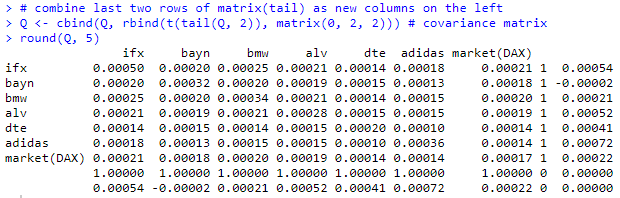 > # combine last two rows of matrix(tail) as new columns on the left
> Q <- cbind(Q, rbind(t(tail(Q, 2)), matrix(0, 2, 2))) # covariance matrix
> round(Q, 5)
ifx bayn bmw alv dte adidas market(DAX)
ifx 0.00050 0.00020 0.00025 0.00021 0.00014 0.00018 0.00021 1 0.00054
bayn 0.00020 0.00032 0.00020 0.00019 0.00015 0.00013 0.00018 1 -0.00002
bmw 0.00025 0.00020 0.00034 0.00021 0.00014 0.00015 0.00020 1 0.00021
alv 0.00021 0.00019 0.00021 0.00028 0.00015 0.00015 0.00019 1 0.00052
dte 0.00014 0.00015 0.00014 0.00015 0.00020 0.00010 0.00014 1 0.00041
adidas 0.00018 0.00013 0.00015 0.00015 0.00010 0.00036 0.00014 1 0.00072
market(DAX) 0.00021 0.00018 0.00020 0.00019 0.00014 0.00014 0.00017 1 0.00022
1.00000 1.00000 1.00000 1.00000 1.00000 1.00000 1.00000 0 0.00000
0.00054 -0.00002 0.00021 0.00052 0.00041 0.00072 0.00022 0 0.00000